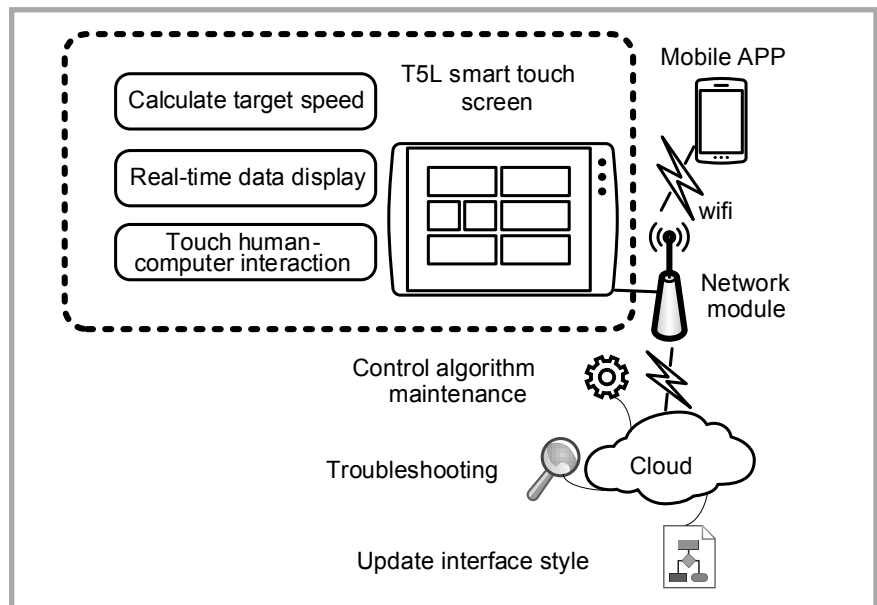 Calculate target speed
Real-time data display
Touch human-
computer interaction
T5L smart touch
screen
Mobile APP
wifi
Network
module
Control algorithm
maintenance
Troubleshooting
Cloud
Update interface style